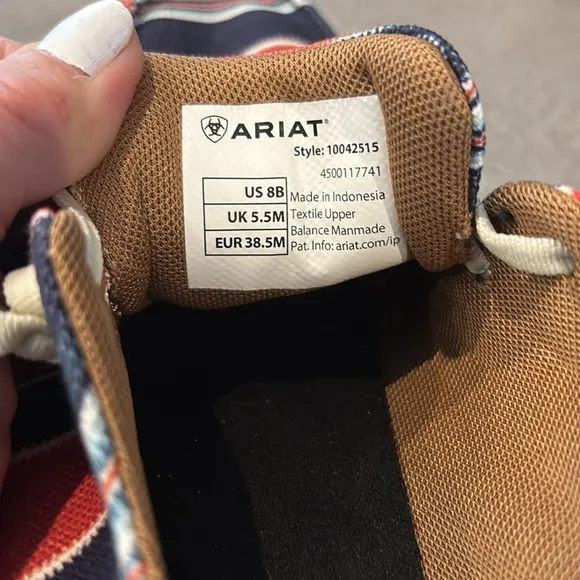 ARIAT®
Style: 10042515
4500117741
US 8B
UK 5.5M
EUR 38.5M
Made in Indonesia
Textile Upper
Balance Manmade
Pat. Info: ariat.com/ip